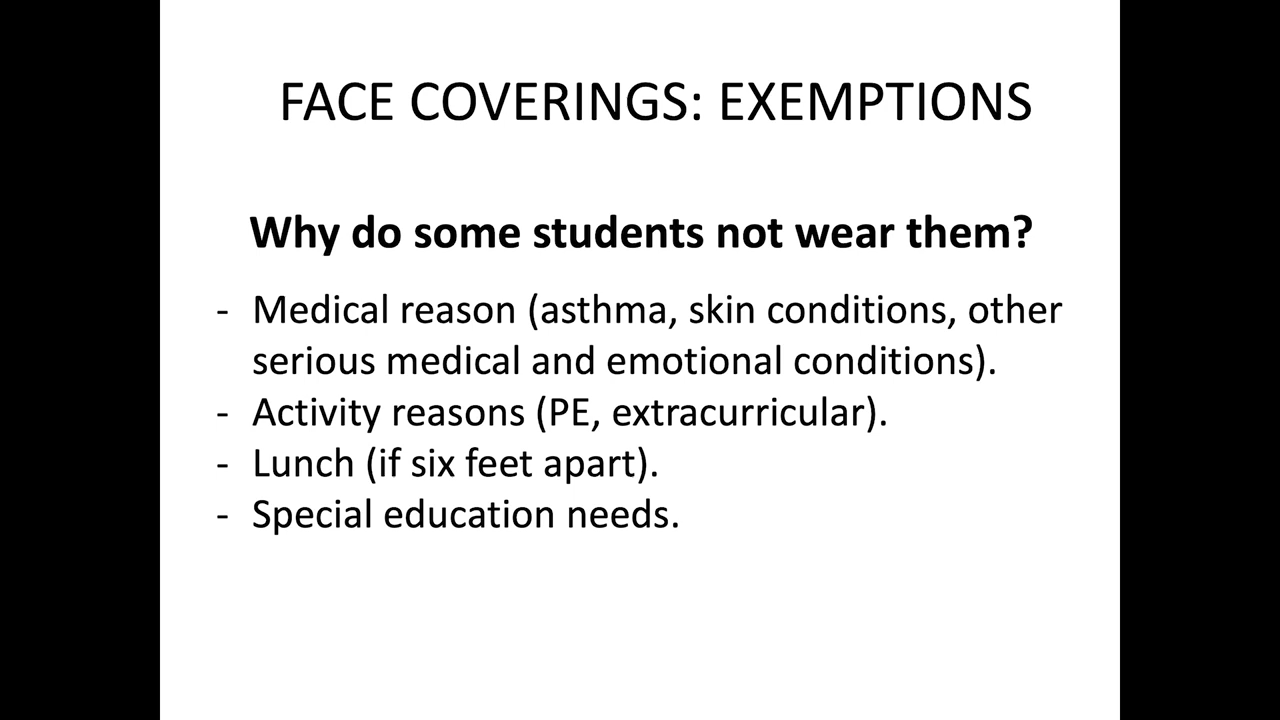 FACE COVERINGS: EXEMPTIONS
Why do some students not wear them?
- Medical reason (asthma, skin conditions, other
serious medical and emotional conditions).
- Activity reasons (PE, extracurricular).
- Lunch (if six feet apart).
- Special education needs.